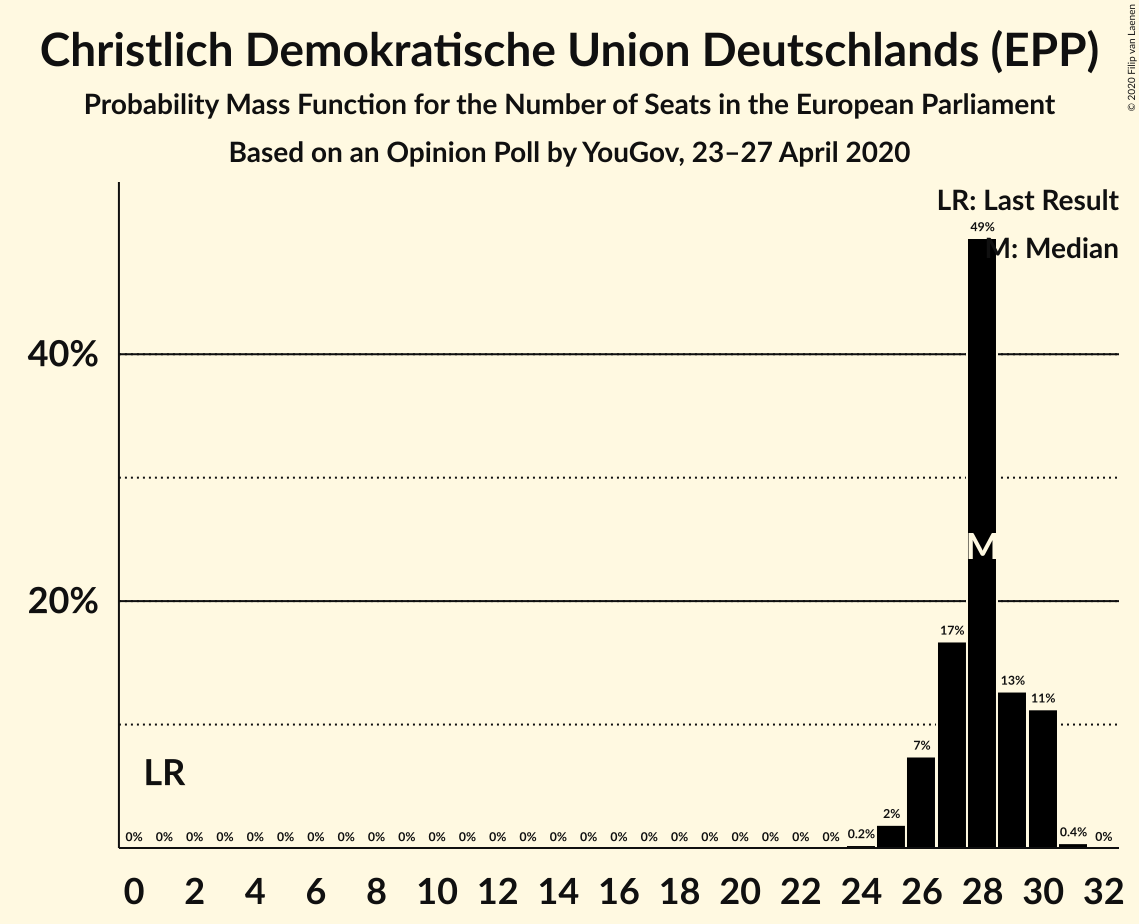 Christlich Demokratische Union Deutschlands (EPP)
Probability Mass Function for the Number of Seats in the European Parliament
Based on an Opinion Poll by YouGov, 23–27 April 2020
© 2020 Filip van Laenen
LR: Last Result
M: Median
49%
40%
M
20%
17%
13%
11%
7%
LR
2%
0% 0% 0% 0% 0% 0% 0% 0% 0% 0% 0% 0% 0% 0% 0% 0% 0% 0% 0% 0% 0% 0% 0% 0% 0.2% 0.4% 0%
0 2 4 6 8 10 12 14 16 18 20 22 24 26 28 30 32